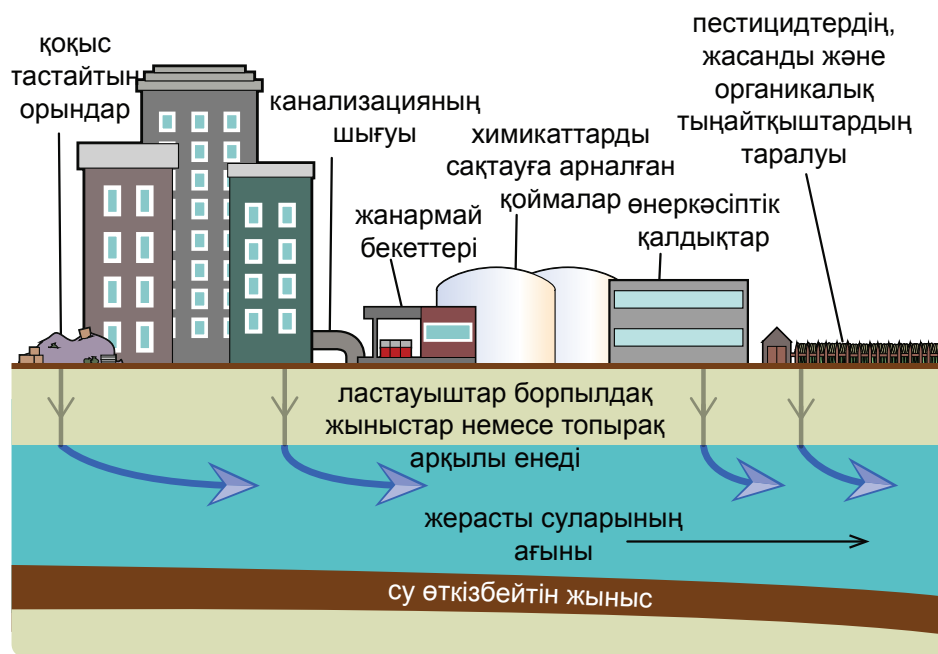 қоқыс
тастайтын
орындар
канализацияның
шығуы
жанармай
бекеттері
химикаттарды
сақтауға арналған
қоймалар
өнеркәсіптік
қалдықтар
пестицидтердің,
жасанды және
органикалық
тыңайтқыштардың
таралуы
ластауыштар борпылдақ
жыныстар немесе топырақ
арқылы енеді
жерасты суларының
ағыны
су өткізбейтін жыныс